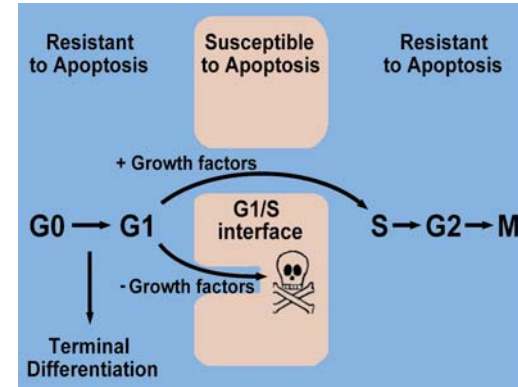 Resistant
to Apoptosis
Susceptible
to Apoptosis
Resistant
to Apoptosis
+ Growth factors
G1/S
interface
G0 G1 S G2 M
- Growth factors
Terminal
Differentiation